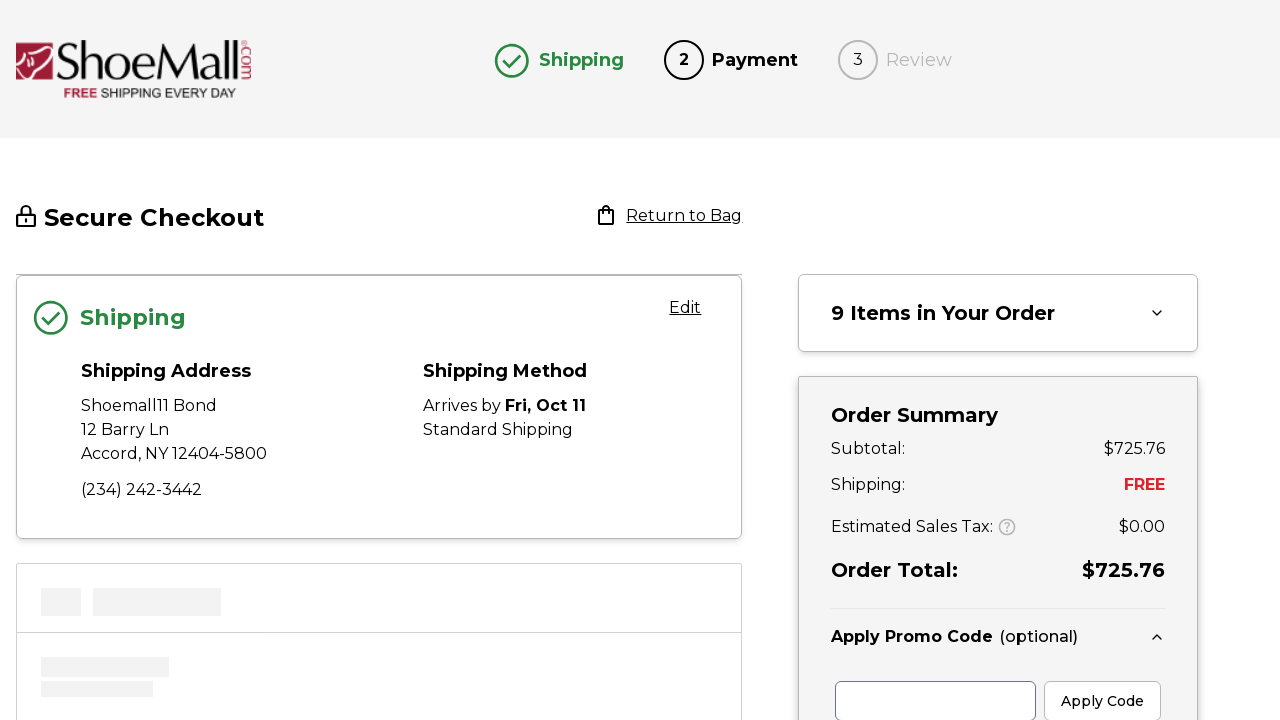 ShoeMall.com
FREE SHIPPING EVERY DAY
Shipping
2 Payment
3 Review
Secure Checkout
Return to Bag
Shipping
Edit
Shipping Address
Shoemall11 Bond
12 Barry Ln
Accord, NY 12404-5800
(234) 242-3442
Shipping Method
Arrives by Fri, Oct 11
Standard Shipping
9 Items in Your Order
Order Summary
Subtotal: $725.76
Shipping: FREE
Estimated Sales Tax: ? $0.00
Order Total: $725.76
Apply Promo Code (optional)
Apply Code